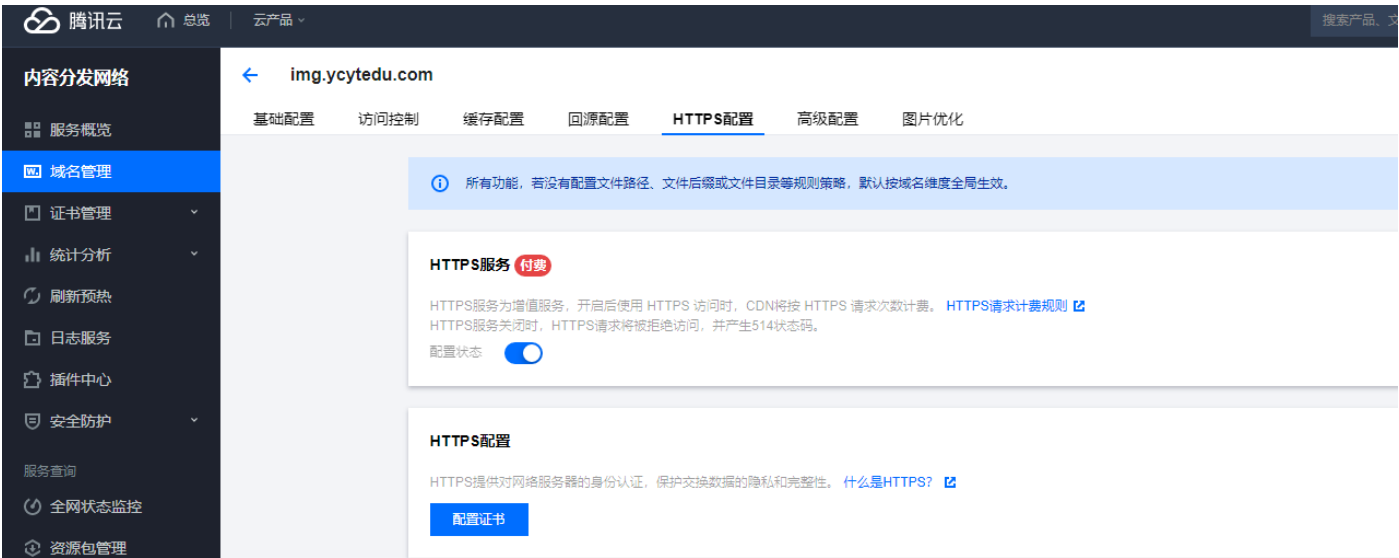 腾讯云 总览 云产品
搜索产品、文
内容分发网络
img.ycytedu.com
基础配置 访问控制 缓存配置 回源配置 HTTPS配置 高级配置 图片优化
服务概览
域名管理
证书管理
统计分析
刷新预热
日志服务
插件中心
安全防护
服务查询
全网状态监控
资源包管理
所有功能，若没有配置文件路径、文件后缀或文件目录等规则策略，默认按域名维度全局生效。
HTTPS服务 付费
HTTPS服务为增值服务，开启后使用 HTTPS 访问时，CDN将按 HTTPS 请求次数计费。 HTTPS请求计费规则
HTTPS服务关闭时，HTTPS请求将被拒绝访问，并产生514状态码。
配置状态
HTTPS配置
HTTPS提供对网络服务器的身份认证，保护交换数据的隐私和完整性。 什么是HTTPS？
配置证书